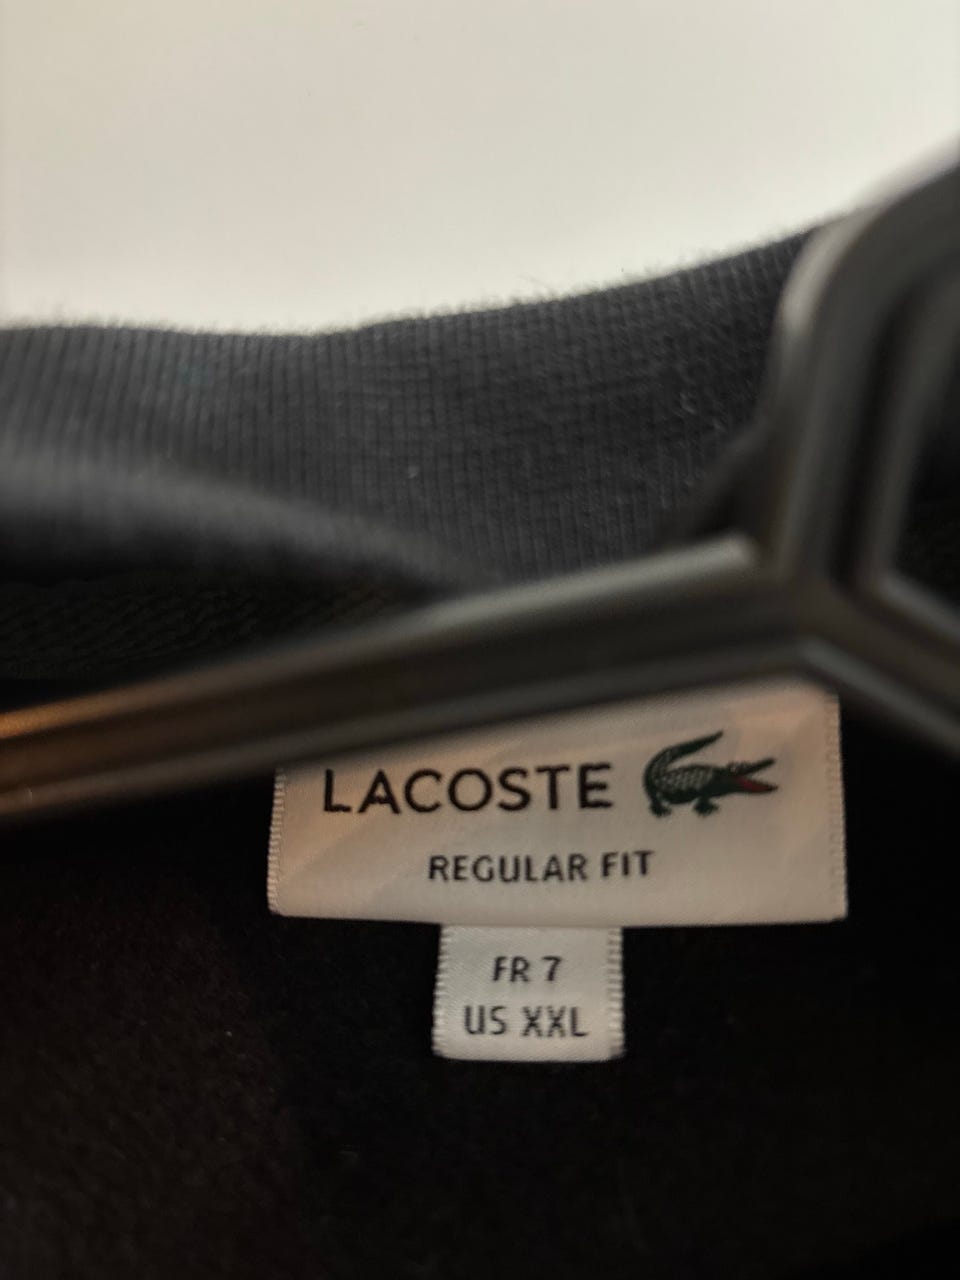 LACOSTE
REGULAR FIT
FR 7
US XXL